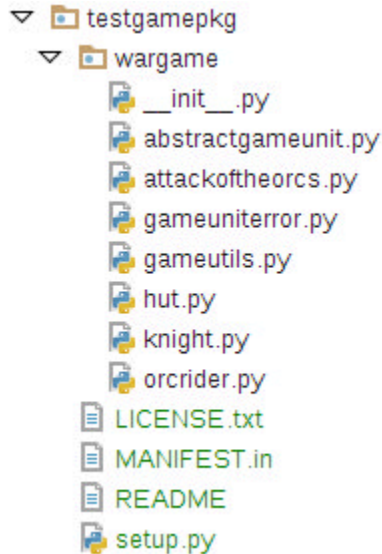 testgamepkg
wargame
__init__.py
abstractgameunit.py
attackoftheorcs.py
gameuniterror.py
gameutils.py
hut.py
knight.py
orcrider.py
LICENSE.txt
MANIFEST.in
README
setup.py